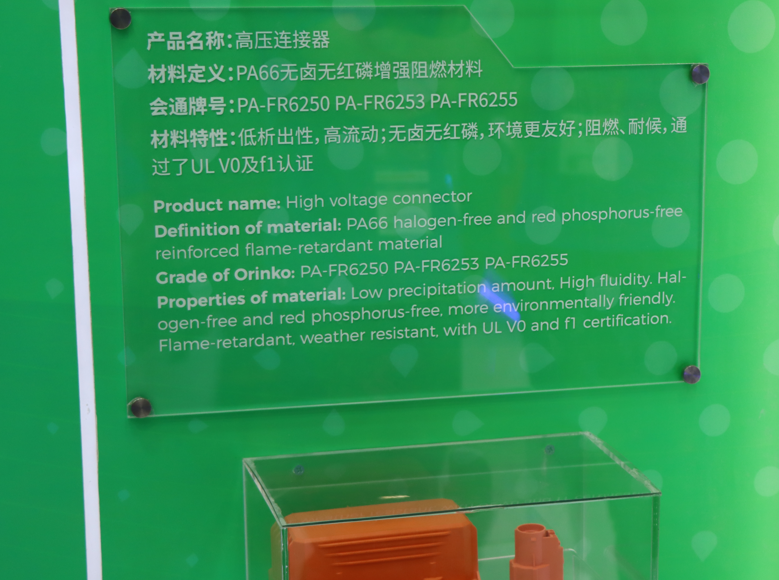 产品名称：高压连接器
材料定义：PA66无卤无红磷增强阻燃材料
会通牌号：PA-FR6250 PA-FR6253 PA-FR6255
材料特性：低析出性，高流动；无卤无红磷，环境更友好；阻燃、耐候，通
过了UL V0及f1认证
Product name: High voltage connector
Definition of material: PA66 halogen-free and red phosphorus-free
reinforced flame-retardant material
Grade of Orinko: PA-FR6250 PA-FR6253 PA-FR6255
Properties of material: Low precipitation amount. High fluidity. Hal-
ogen-free and red phosphorus-free, more environmentally friendly.
Flame-retardant, weather resistant, with UL V0 and f1 certification.